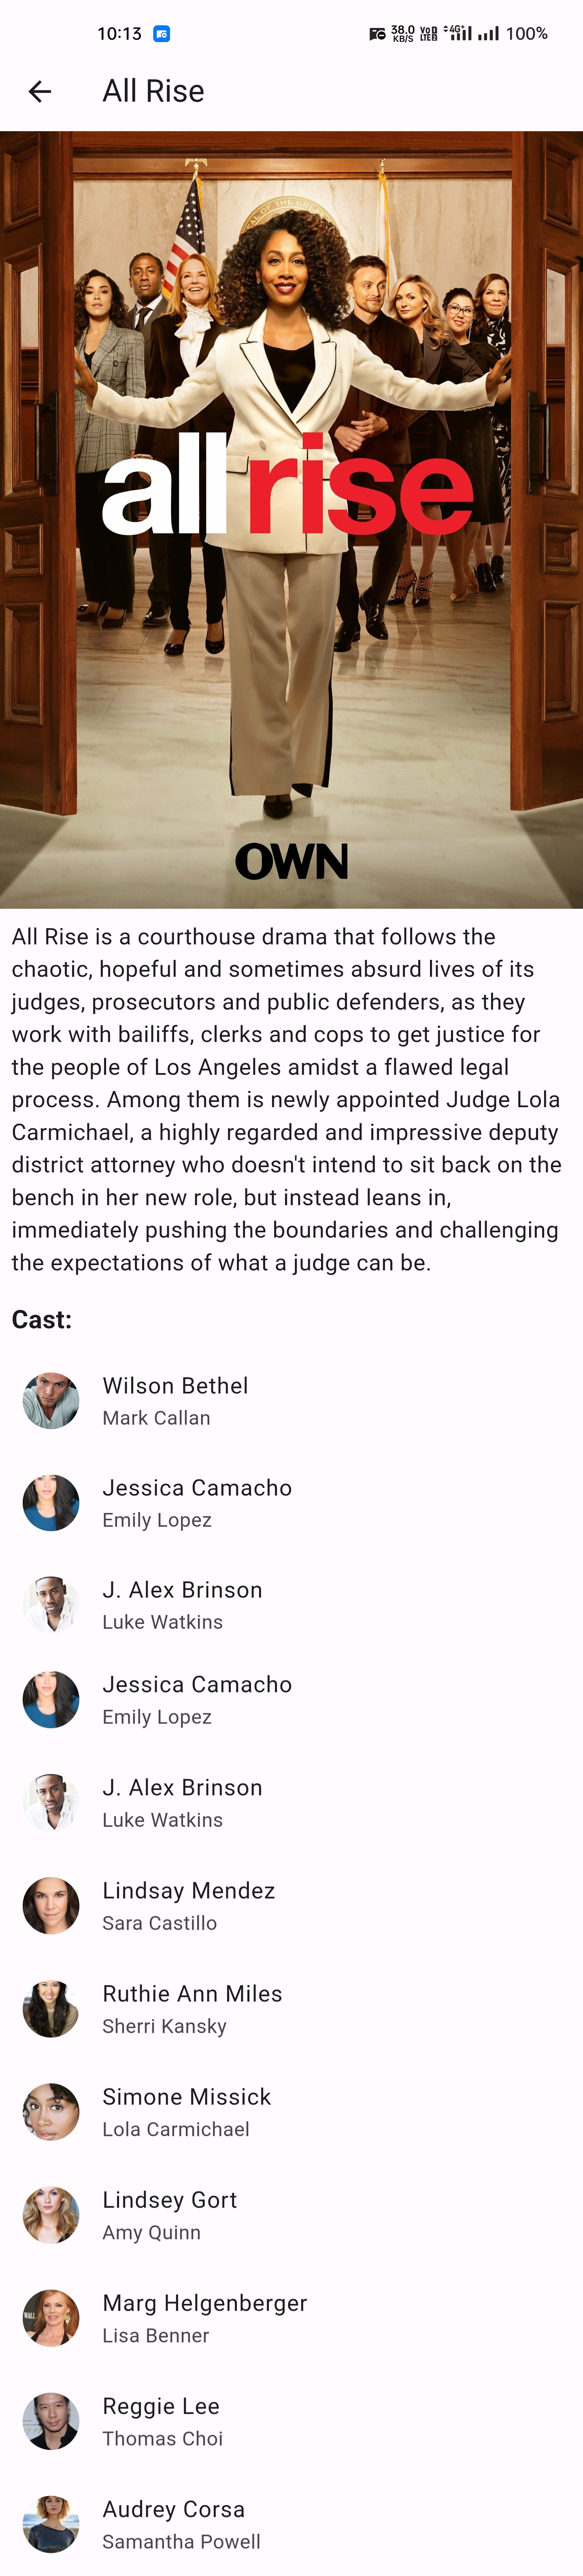 10:13 38.0 KB/S VoD LTE2 4G+ 100%
All Rise
OF THE GREA
all rise
OWN
All Rise is a courthouse drama that follows the
chaotic, hopeful and sometimes absurd lives of its
judges, prosecutors and public defenders, as they
work with bailiffs, clerks and cops to get justice for
the people of Los Angeles amidst a flawed legal
process. Among them is newly appointed Judge Lola
Carmichael, a highly regarded and impressive deputy
district attorney who doesn't intend to sit back on the
bench in her new role, but instead leans in,
immediately pushing the boundaries and challenging
the expectations of what a judge can be.
Cast:
Wilson Bethel
Mark Callan
Jessica Camacho
Emily Lopez
J. Alex Brinson
Luke Watkins
Jessica Camacho
Emily Lopez
J. Alex Brinson
Luke Watkins
Lindsay Mendez
Sara Castillo
Ruthie Ann Miles
Sherri Kansky
Simone Missick
Lola Carmichael
Lindsey Gort
Amy Quinn
Marg Helgenberger
Lisa Benner
Reggie Lee
Thomas Choi
Audrey Corsa
Samantha Powell